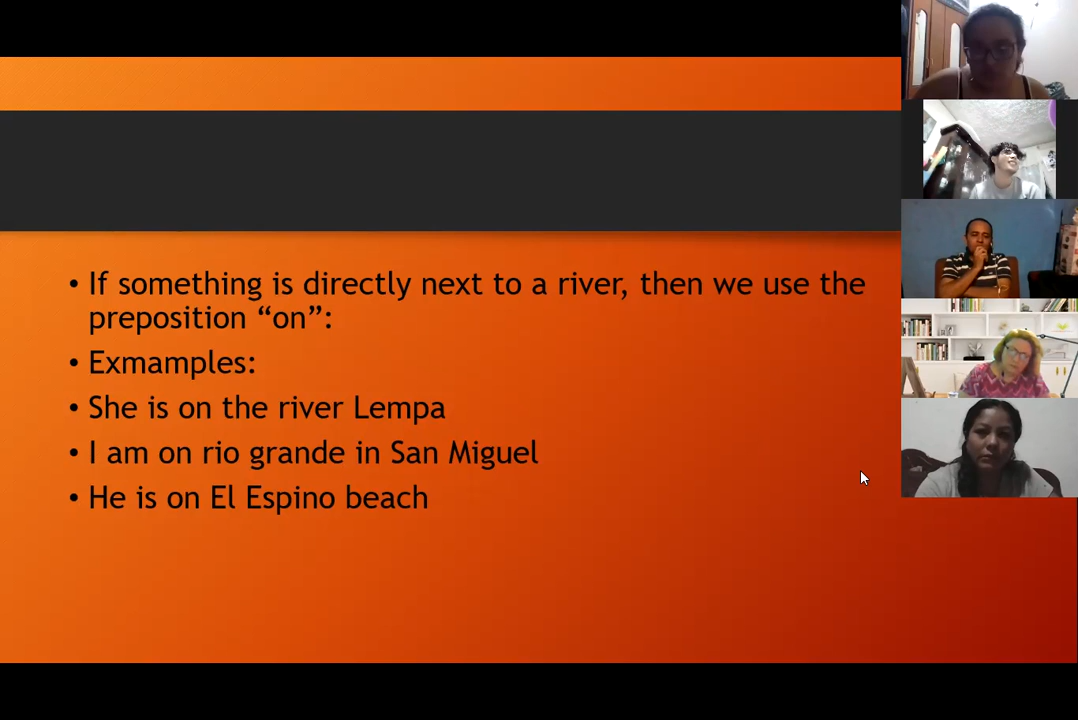 • If something is directly next to a river, then we use the
preposition “on”:
• Exmamples:
• She is on the river Lempa
• I am on rio grande in San Miguel
• He is on El Espino beach